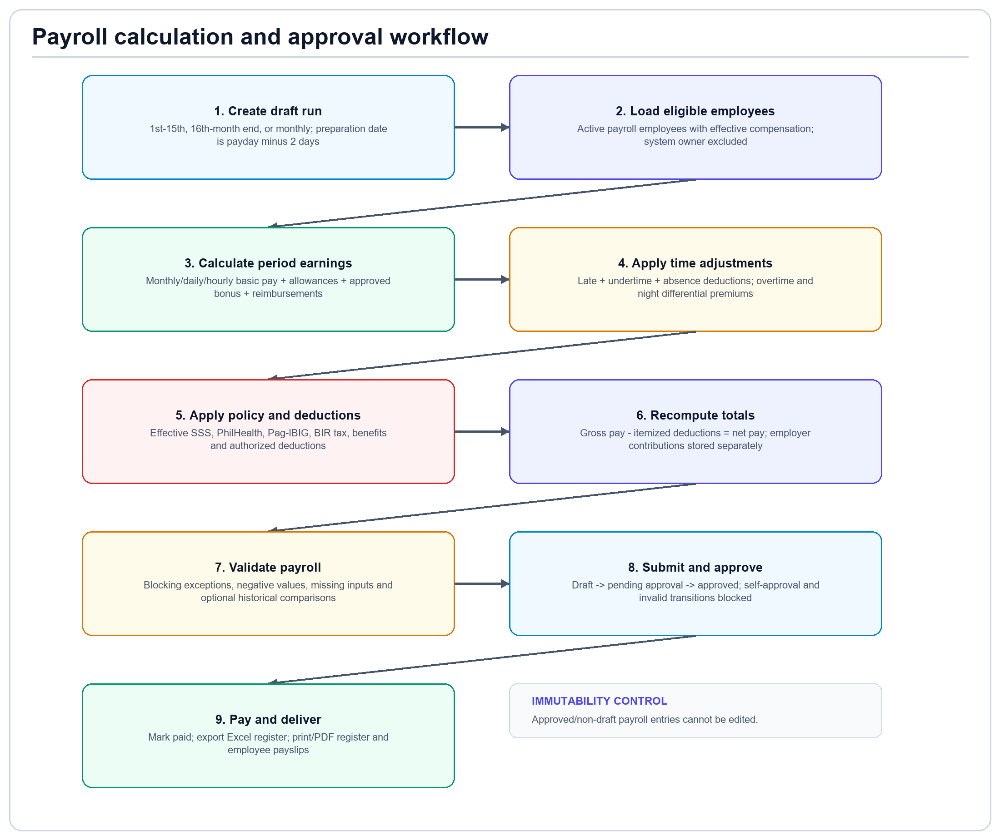 Payroll calculation and approval workflow
1. Create draft run
1st-15th, 16th-month end, or monthly; preparation date
is payday minus 2 days
2. Load eligible employees
Active payroll employees with effective compensation;
system owner excluded
3. Calculate period earnings
Monthly/daily/hourly basic pay + allowances + approved
bonus + reimbursements
4. Apply time adjustments
Late + undertime + absence deductions; overtime and
night differential premiums
5. Apply policy and deductions
Effective SSS, PhilHealth, Pag-IBIG, BIR tax, benefits
and authorized deductions
6. Recompute totals
Gross pay - itemized deductions = net pay; employer
contributions stored separately
7. Validate payroll
Blocking exceptions, negative values, missing inputs and
optional historical comparisons
8. Submit and approve
Draft -> pending approval -> approved; self-approval and
invalid transitions blocked
9. Pay and deliver
Mark paid; export Excel register; print/PDF register and
employee payslips
IMMUTABILITY CONTROL
Approved/non-draft payroll entries cannot be edited.